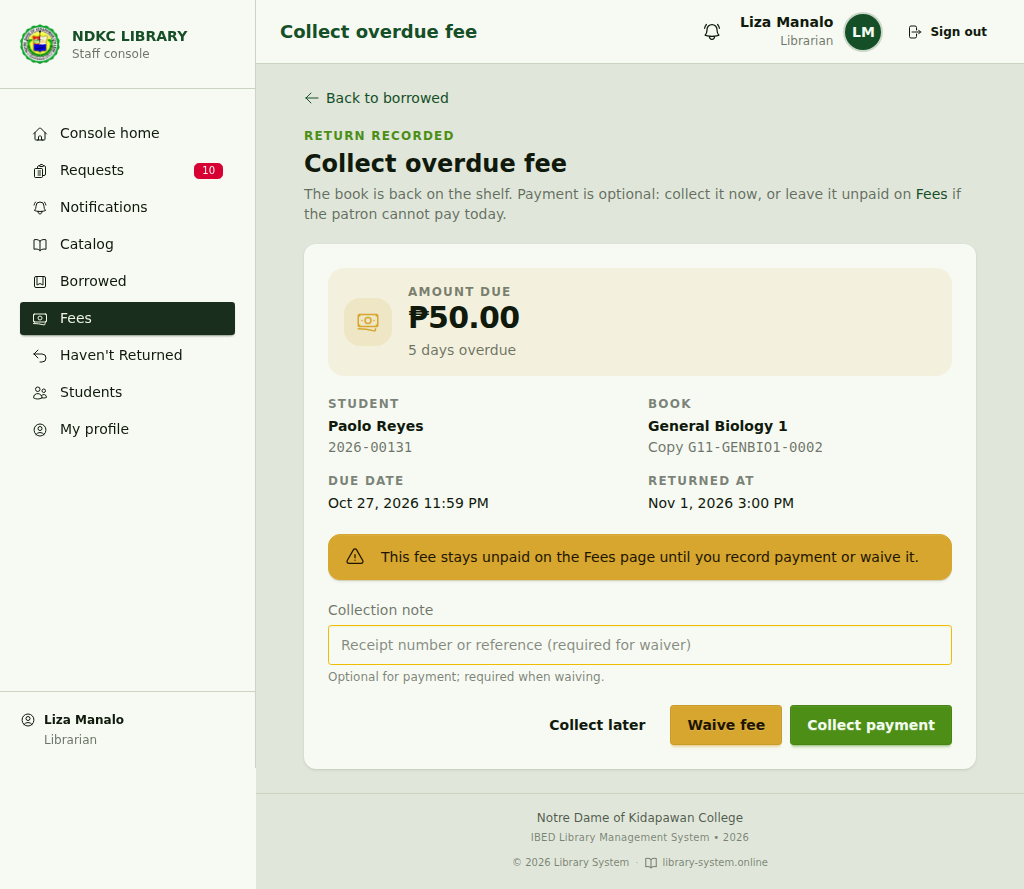 NDKC LIBRARY
Staff console
Collect overdue fee
Liza Manalo
Librarian
LM
Sign out
Console home
Requests 10
Notifications
Catalog
Borrowed
Fees
Haven't Returned
Students
My profile
Liza Manalo
Librarian
Back to borrowed
RETURN RECORDED
Collect overdue fee
The book is back on the shelf. Payment is optional: collect it now, or leave it unpaid on Fees if
the patron cannot pay today.
AMOUNT DUE
₱50.00
5 days overdue
STUDENT
Paolo Reyes
2026-00131
BOOK
General Biology 1
Copy G11-GENBIO1-0002
DUE DATE
Oct 27, 2026 11:59 PM
RETURNED AT
Nov 1, 2026 3:00 PM
This fee stays unpaid on the Fees page until you record payment or waive it.
Collection note
Receipt number or reference (required for waiver)
Optional for payment; required when waiving.
Collect later
Waive fee
Collect payment
Notre Dame of Kidapawan College
IBED Library Management System • 2026
© 2026 Library System · library-system.online